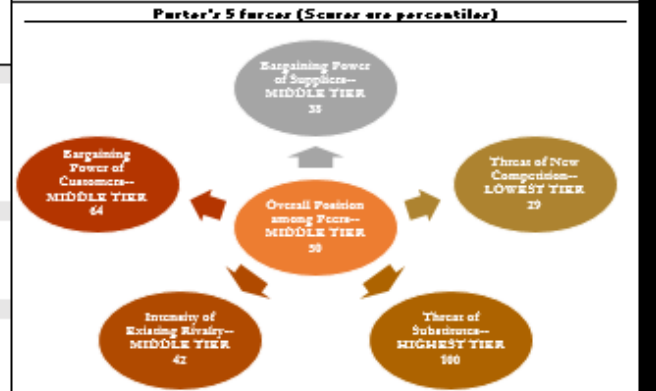 Porter's 5 forces (Scores are percentiles)
Bargaining Power
of Suppliers--
MIDDLE TIER
Bargaining
Power of
Customers--
MIDDLE TIER
64
Threat of New
Competition--
LOWEST TIER
29
Overall Position
among Peers--
MIDDLE TIER
50
Intensity of
Existing Rivalry--
MIDDLE TIER
42
Threat of
Substitutes--
HIGHEST TIER
100